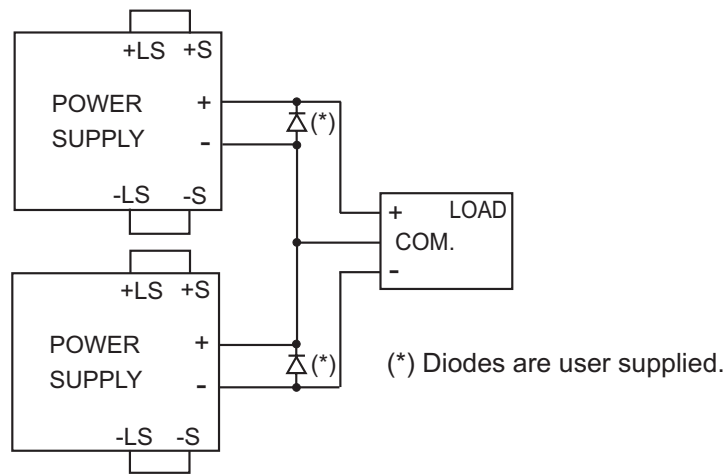 +LS +S
POWER SUPPLY
+
-
-LS -S
(*)
+ LOAD
COM.
-
+LS +S
POWER SUPPLY
+
-
-LS -S
(*)
(*) Diodes are user supplied.